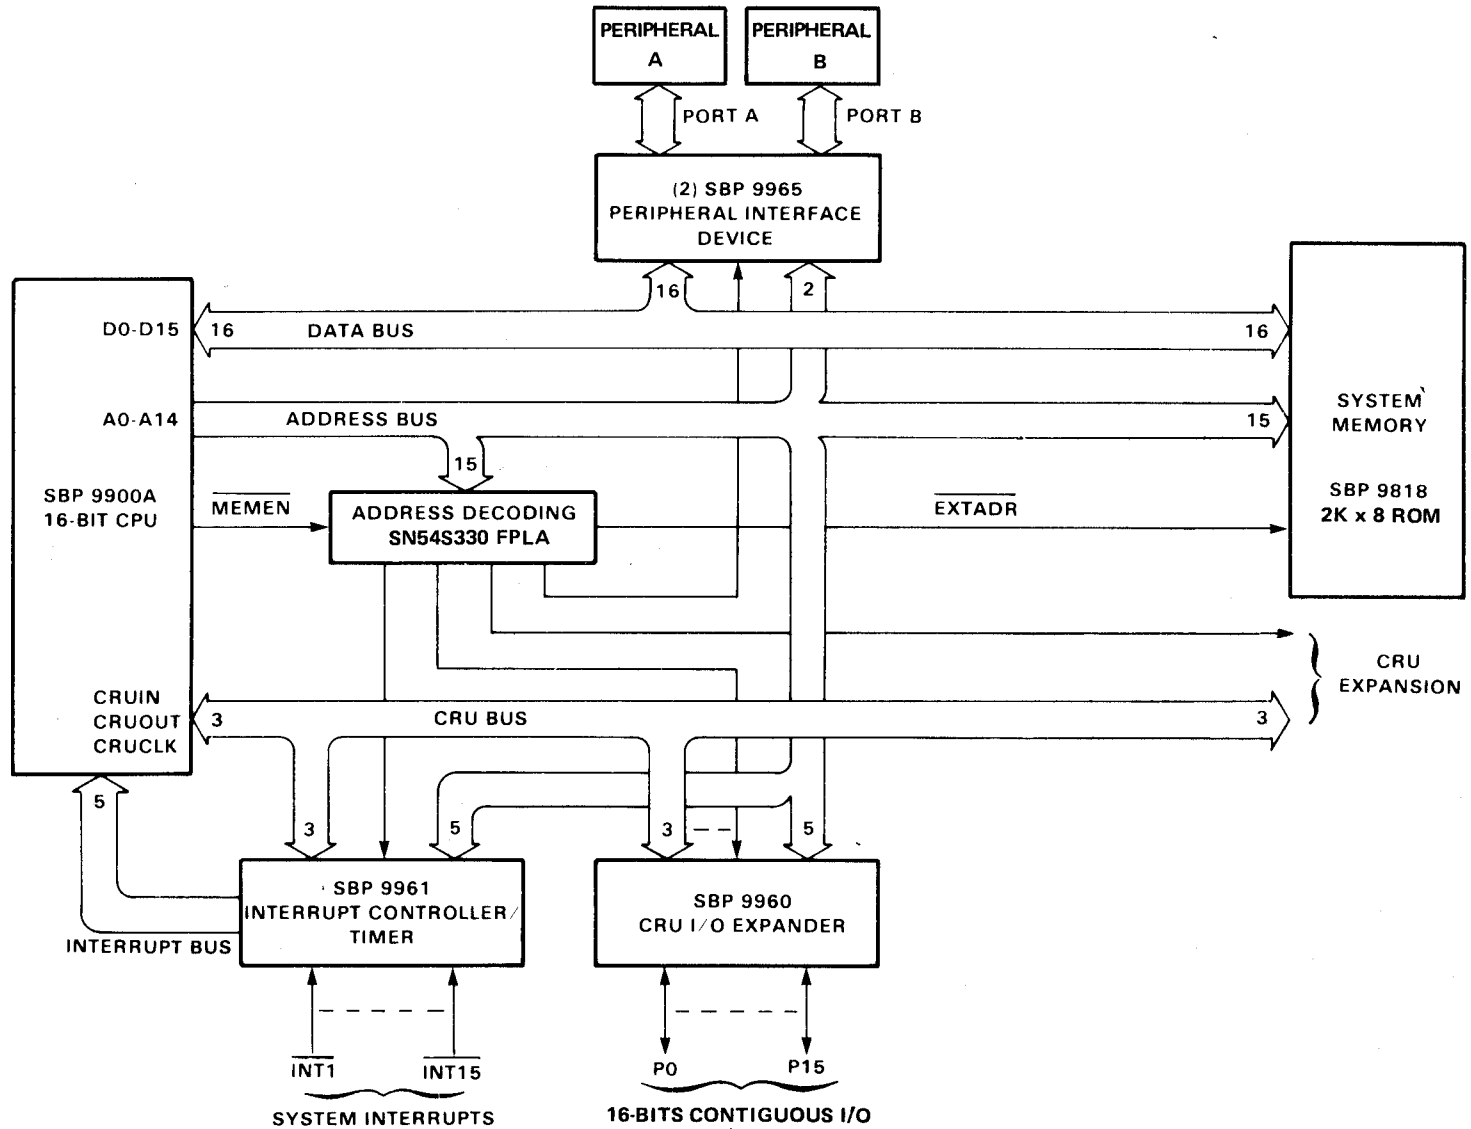 PERIPHERAL
A
PERIPHERAL
B
PORT A
PORT B
(2) SBP 9965
PERIPHERAL INTERFACE
DEVICE
16
2
D0-D15
16
DATA BUS
16
A0-A14
ADDRESS BUS
15
15
SYSTEM
MEMORY
SBP 9818
2K x 8 ROM
SBP 9900A
16-BIT CPU
MEMEN
ADDRESS DECODING
SN54S330 FPLA
EXTADR
CRU
EXPANSION
CRUIN
CRUOUT
CRUCLK
3
CRU BUS
3
5
3
5
3
5
SBP 9961
INTERRUPT CONTROLLER/
TIMER
SBP 9960
CRU I/O EXPANDER
INTERRUPT BUS
INT1
INT15
P0
P15
SYSTEM INTERRUPTS
16-BITS CONTIGUOUS I/O